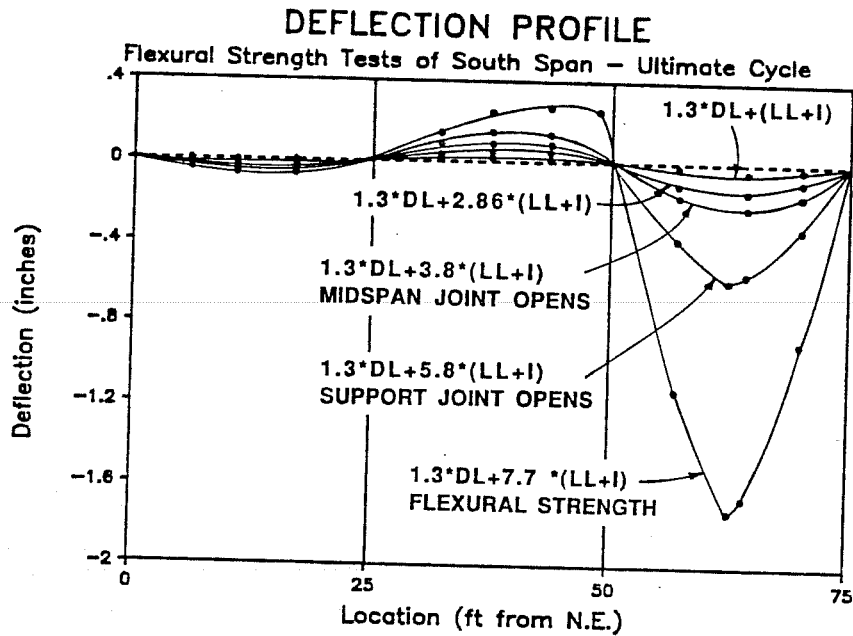 DEFLECTION PROFILE
Flexural Strength Tests of South Span – Ultimate Cycle
.4
0
-.4
-.8
-1.2
-1.6
-2
Deflection (inches)
1.3*DL+(LL+I)
1.3*DL+2.86*(LL+I)
1.3*DL+3.8*(LL+I)
MIDSPAN JOINT OPENS
1.3*DL+5.8*(LL+I)
SUPPORT JOINT OPENS
1.3*DL+7.7 *(LL+I)
FLEXURAL STRENGTH
0
25
50
75
Location (ft from N.E.)